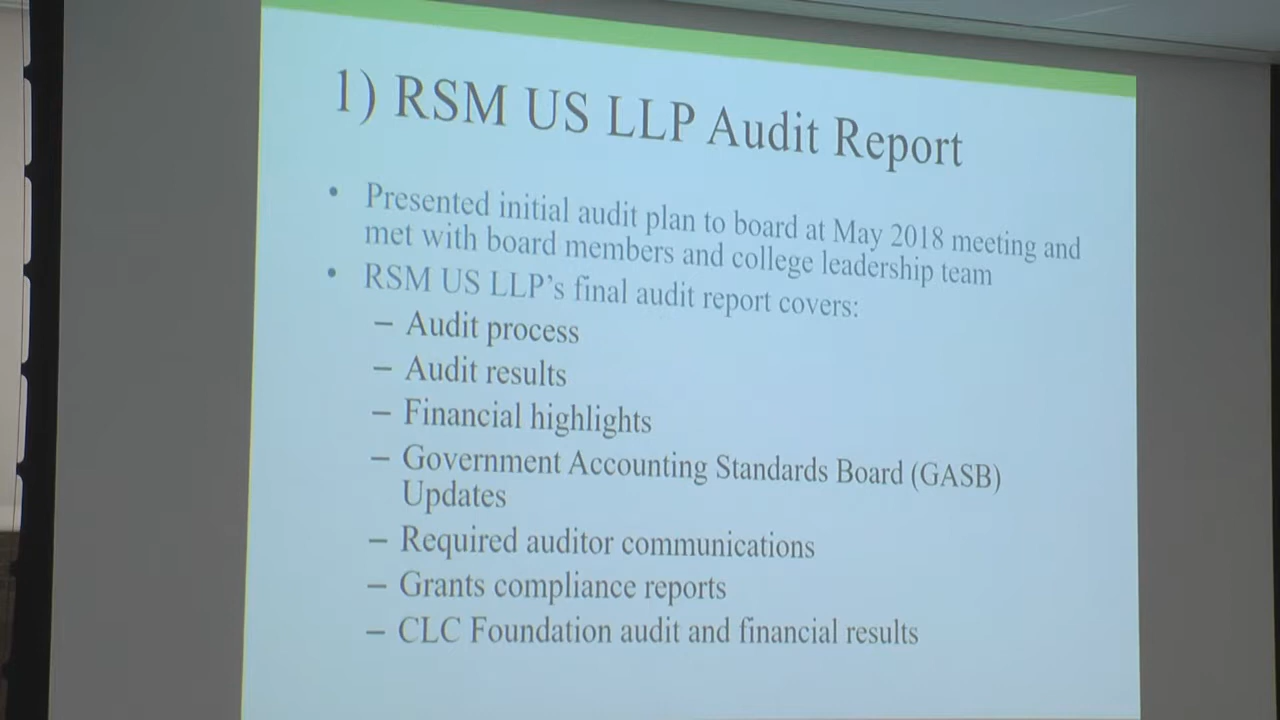 1) RSM US LLP Audit Report
• Presented initial audit plan to board at May 2018 meeting and
met with board members and college leadership team
• RSM US LLP’s final audit report covers:
– Audit process
– Audit results
– Financial highlights
– Government Accounting Standards Board (GASB)
Updates
– Required auditor communications
– Grants compliance reports
– CLC Foundation audit and financial results